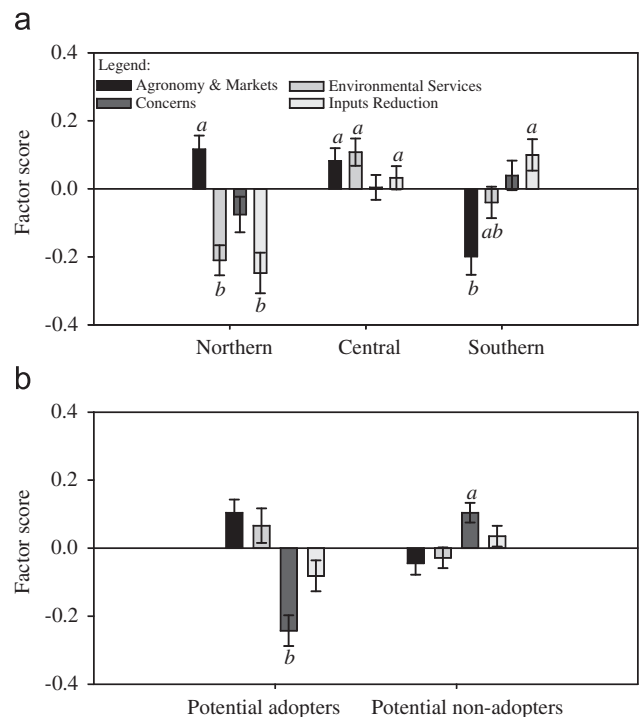 a
0.4
Legend:
Agronomy & Markets
Environmental Services
Concerns
Inputs Reduction
Factor score
0.2
0.0
-0.2
-0.4
a
b
b
a
a
a
b
ab
a
Northern
Central
Southern
b
0.4
Factor score
0.2
0.0
-0.2
-0.4
b
a
Potential adopters
Potential non-adopters